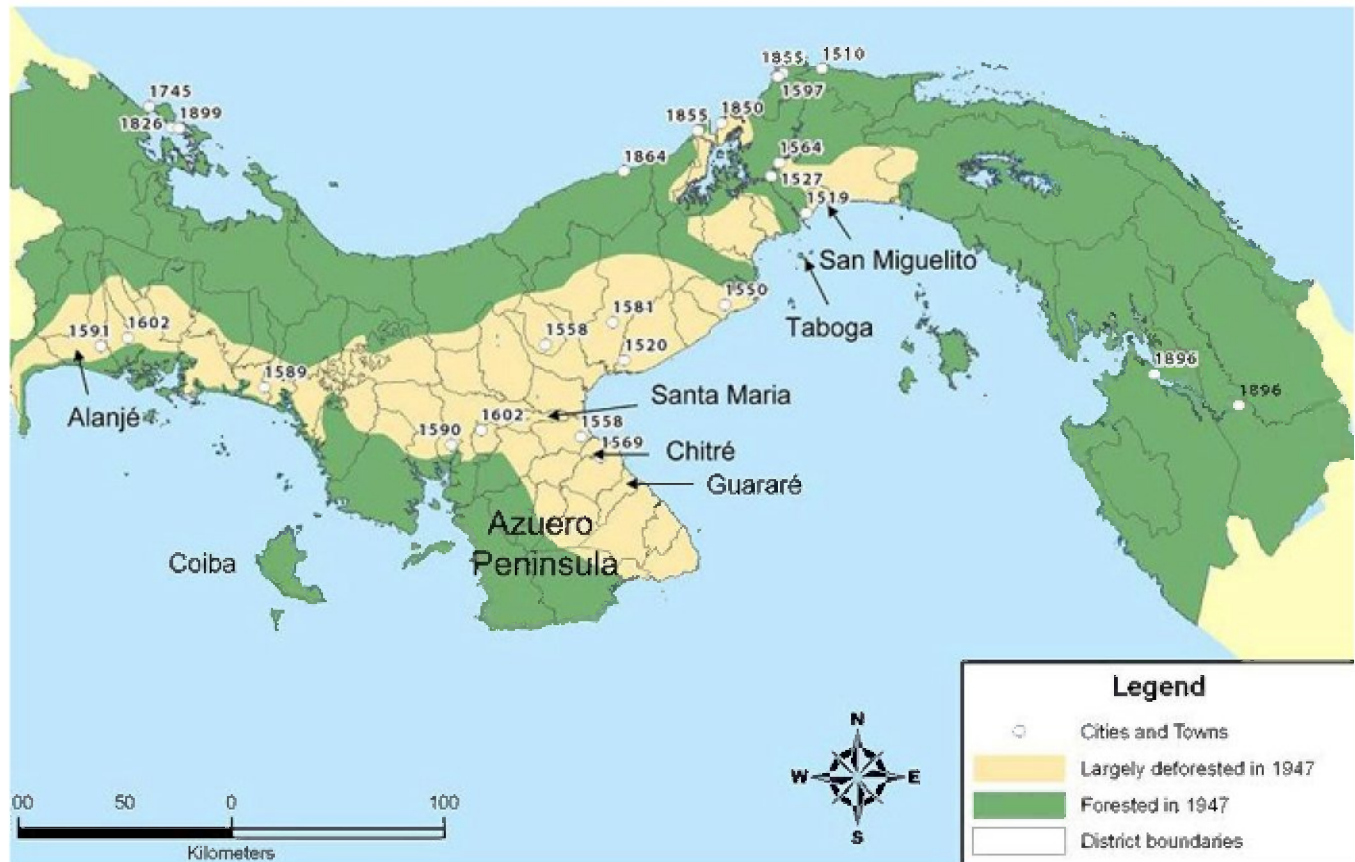 1855
1510
1597
1745
1826
1899
1855
1850
1564
1864
1527
1519
San Miguelito
Taboga
1550
1581
1558
1520
1591
1602
1589
Alanjé
Santa Maria
1602
1558
1590
1569
Chitré
Guararé
1896
1896
Azuero
Peninsula
Coiba
Legend
Cities and Towns
Largely deforested in 1947
Forested in 1947
District boundaries
N
W
E
S
00 50 0 100
Kilometers